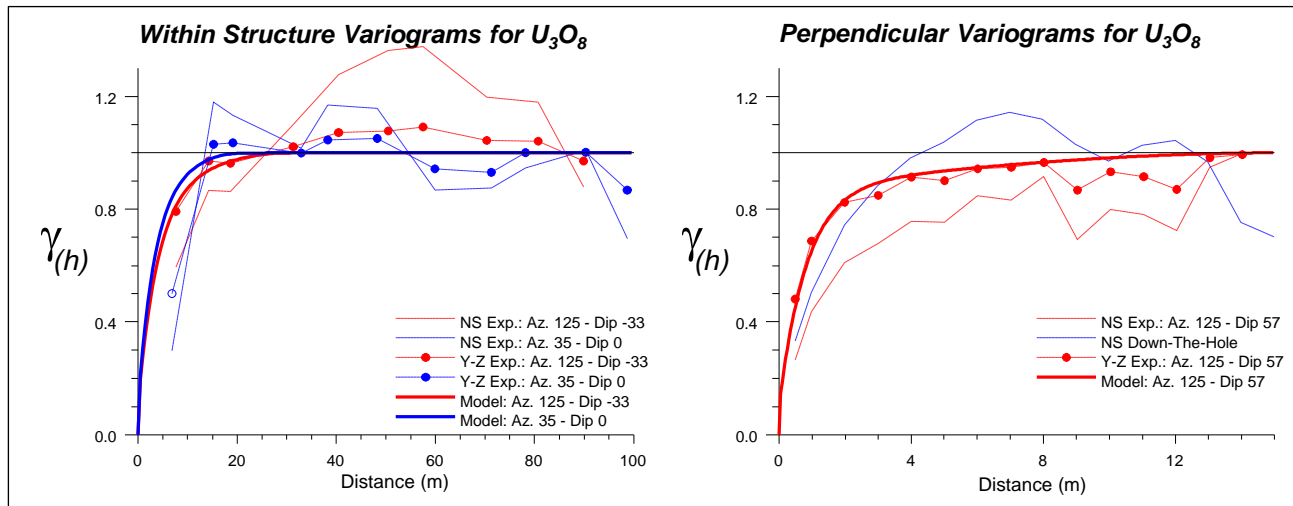 Within Structure Variograms for U₃O₈
1.2
0.8
0.4
0.0
γ(h)
0 20 40 60 80 100
Distance (m)
NS Exp.: Az. 125 - Dip -33
NS Exp.: Az. 35 - Dip 0
Y-Z Exp.: Az. 125 - Dip -33
Y-Z Exp.: Az. 35 - Dip 0
Model: Az. 125 - Dip -33
Model: Az. 35 - Dip 0
Perpendicular Variograms for U₃O₈
1.2
0.8
0.4
0.0
γ(h)
0 4 8 12
Distance (m)
NS Exp.: Az. 125 - Dip 57
NS Down-The-Hole
Y-Z Exp.: Az. 125 - Dip 57
Model: Az. 125 - Dip 57